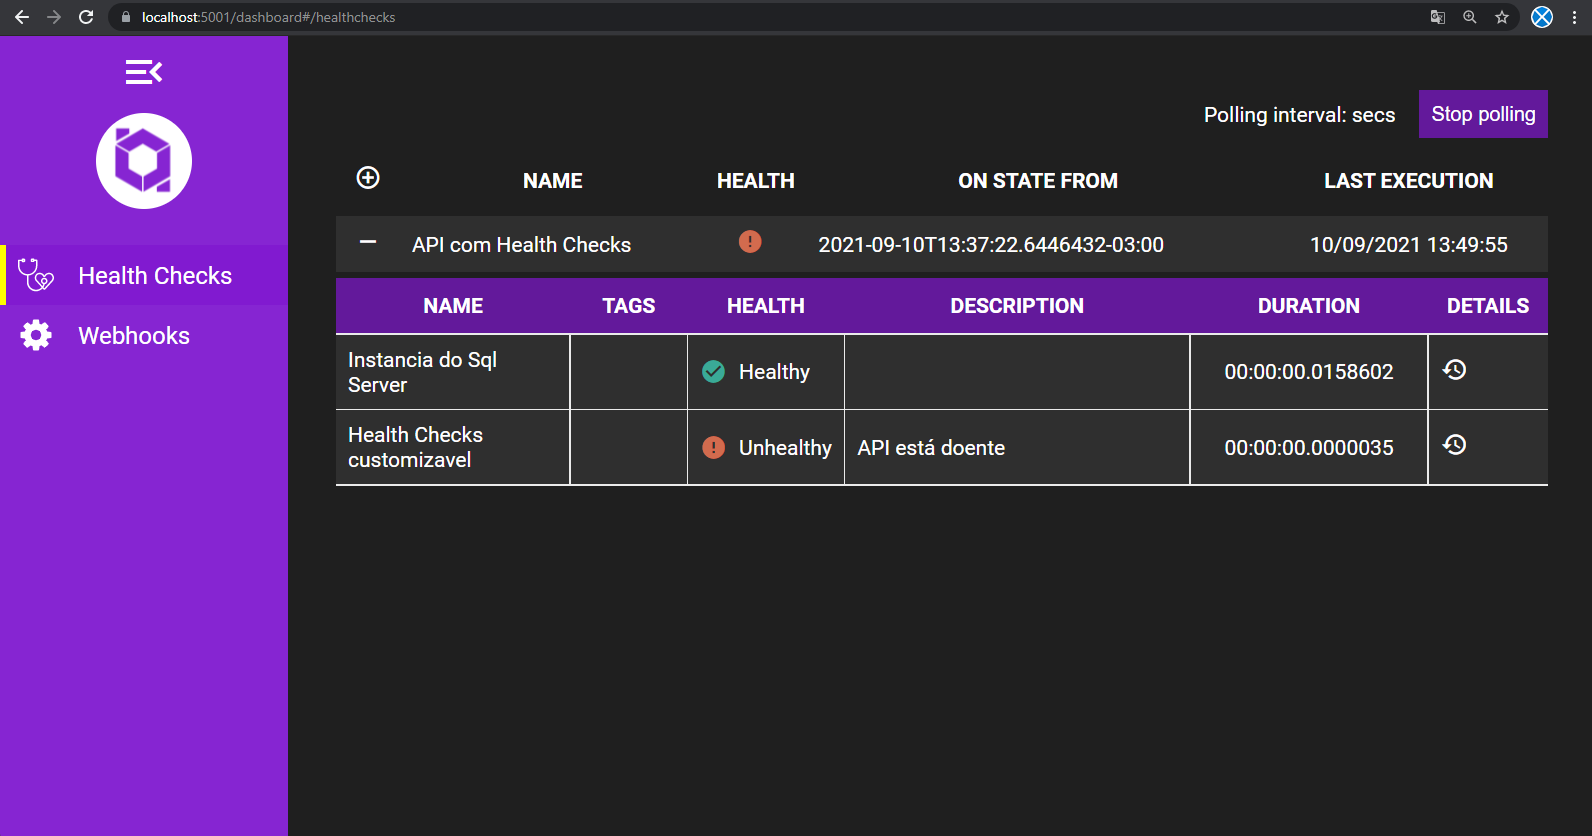 localhost:5001/dashboard#/healthchecks
Polling interval: secs
Stop polling
NAME HEALTH ON STATE FROM LAST EXECUTION
API com Health Checks 2021-09-10T13:37:22.6446432-03:00 10/09/2021 13:49:55
Health Checks
Webhooks
NAME TAGS HEALTH DESCRIPTION DURATION DETAILS
Instancia do Sql
Server
Healthy
00:00:00.0158602
Health Checks
customizavel
Unhealthy
API está doente
00:00:00.0000035